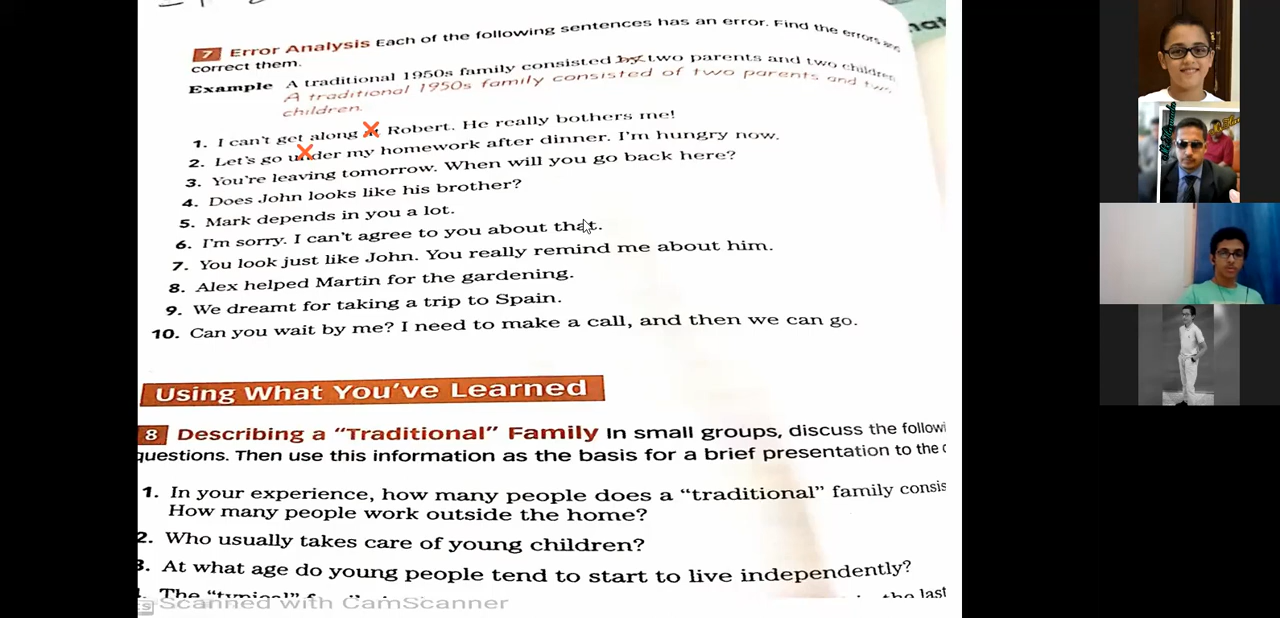 7 Error Analysis Each of the following sentences has an error. Find the errors and
correct them.
Example A traditional 1950s family consisted by two parents and two children
A traditional 1950s family consisted of two parents and two
children.
1. I can't get along Robert. He really bothers me!
2. Let's go under my homework after dinner. I'm hungry now.
3. You're leaving tomorrow. When will you go back here?
4. Does John looks like his brother?
5. Mark depends in you a lot.
6. I'm sorry. I can't agree to you about that.
7. You look just like John. You really remind me about him.
8. Alex helped Martin for the gardening.
9. We dreamt for taking a trip to Spain.
10. Can you wait by me? I need to make a call, and then we can go.
Using What You've Learned
8 Describing a “Traditional” Family In small groups, discuss the followi
questions. Then use this information as the basis for a brief presentation to the
1. In your experience, how many people does a “traditional” family consis
How many people work outside the home?
2. Who usually takes care of young children?
3. At what age do young people tend to start to live independently?
The the last
CS Scanned with CamScanner